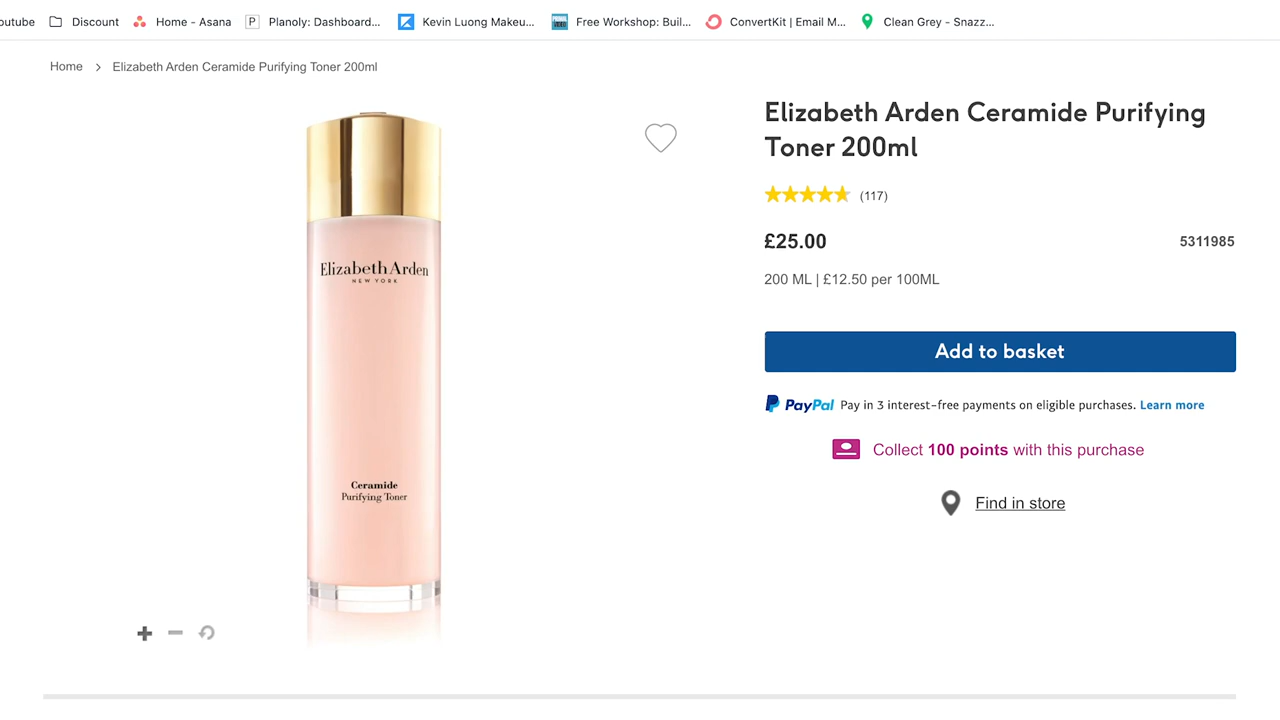 outube Discount Home - Asana P Planoly: Dashboard... Kevin Luong Makeu... Free Workshop: Buil... ConvertKit | Email M... Clean Grey - Snazz...
Home > Elizabeth Arden Ceramide Purifying Toner 200ml
Elizabeth Arden
NEW YORK
Ceramide
Purifying Toner
Elizabeth Arden Ceramide Purifying
Toner 200ml
(117)
£25.00 5311985
200 ML | £12.50 per 100ML
Add to basket
PayPal Pay in 3 interest-free payments on eligible purchases. Learn more
Collect 100 points with this purchase
Find in store